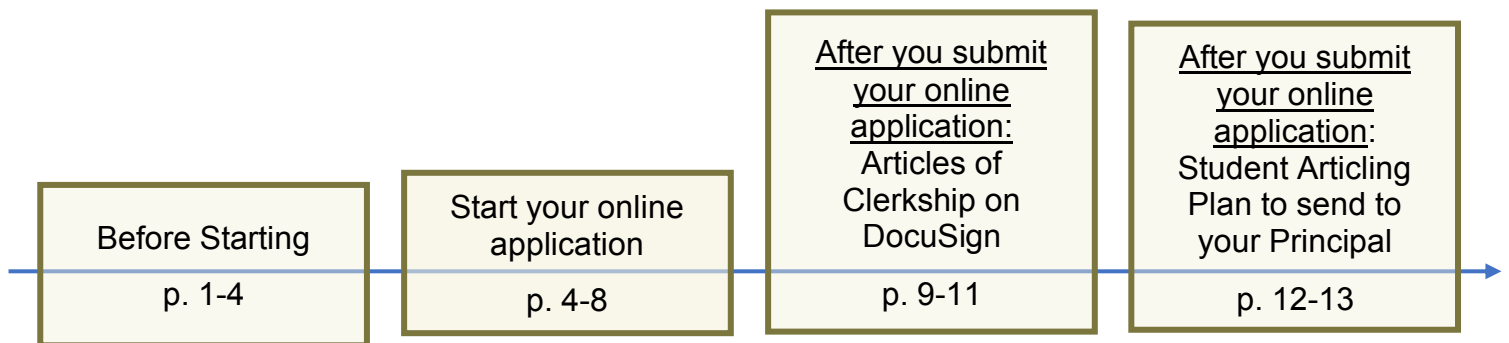 Before Starting
p. 1-4
Start your online
application
p. 4-8
After you submit
your online
application:
Articles of
Clerkship on
DocuSign
p. 9-11
After you submit
your online
application:
Student Articling
Plan to send to
your Principal
p. 12-13